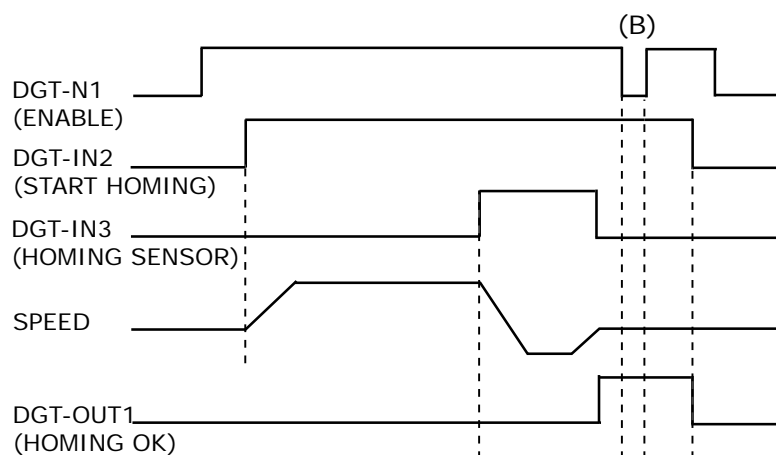 (B)
DGT-N1
(ENABLE)
DGT-IN2
(START HOMING)
DGT-IN3
(HOMING SENSOR)
SPEED
DGT-OUT1
(HOMING OK)